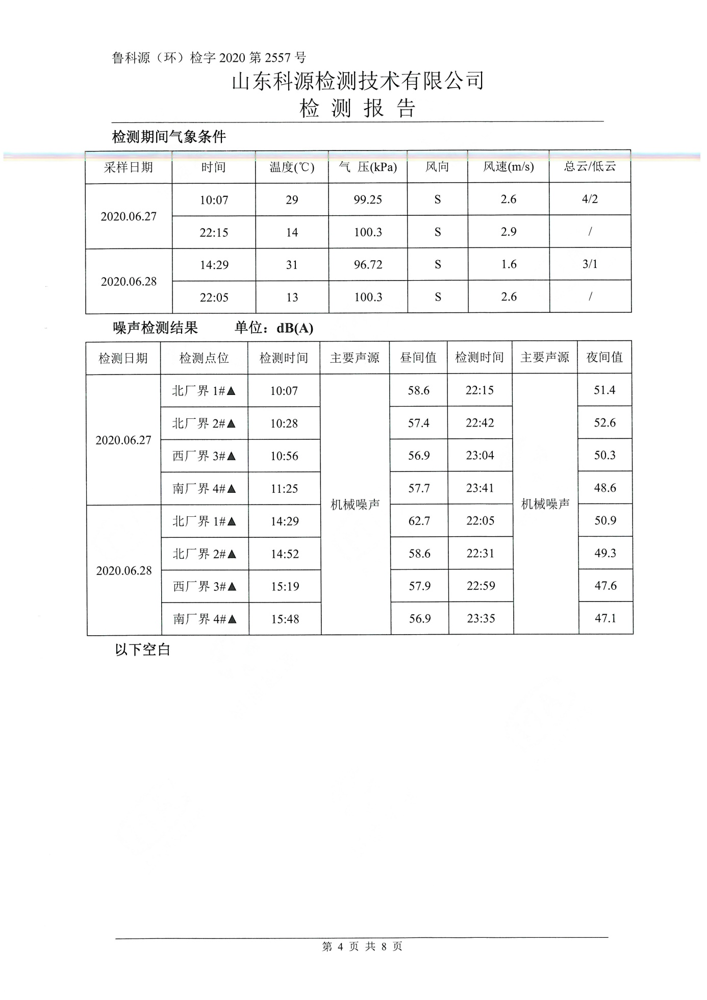 鲁科源（环）检字 2020 第 2557 号
山东科源检测技术有限公司
检 测 报 告
检测期间气象条件
采样日期 时间 温度(℃) 气 压(kPa) 风向 风速(m/s) 总云/低云
2020.06.27 10:07 29 99.25 S 2.6 4/2
22:15 14 100.3 S 2.9 /
2020.06.28 14:29 31 96.72 S 1.6 3/1
22:05 13 100.3 S 2.6 /
噪声检测结果 单位：dB(A)
检测日期 检测点位 检测时间 主要声源 昼间值 检测时间 主要声源 夜间值
2020.06.27 北厂界 1#▲ 10:07 机械噪声 58.6 22:15 机械噪声 51.4
北厂界 2#▲ 10:28 57.4 22:42 52.6
西厂界 3#▲ 10:56 56.9 23:04 50.3
南厂界 4#▲ 11:25 57.7 23:41 48.6
2020.06.28 北厂界 1#▲ 14:29 62.7 22:05 50.9
北厂界 2#▲ 14:52 58.6 22:31 49.3
西厂界 3#▲ 15:19 57.9 22:59 47.6
南厂界 4#▲ 15:48 56.9 23:35 47.1
以下空白
第 4 页 共 8 页